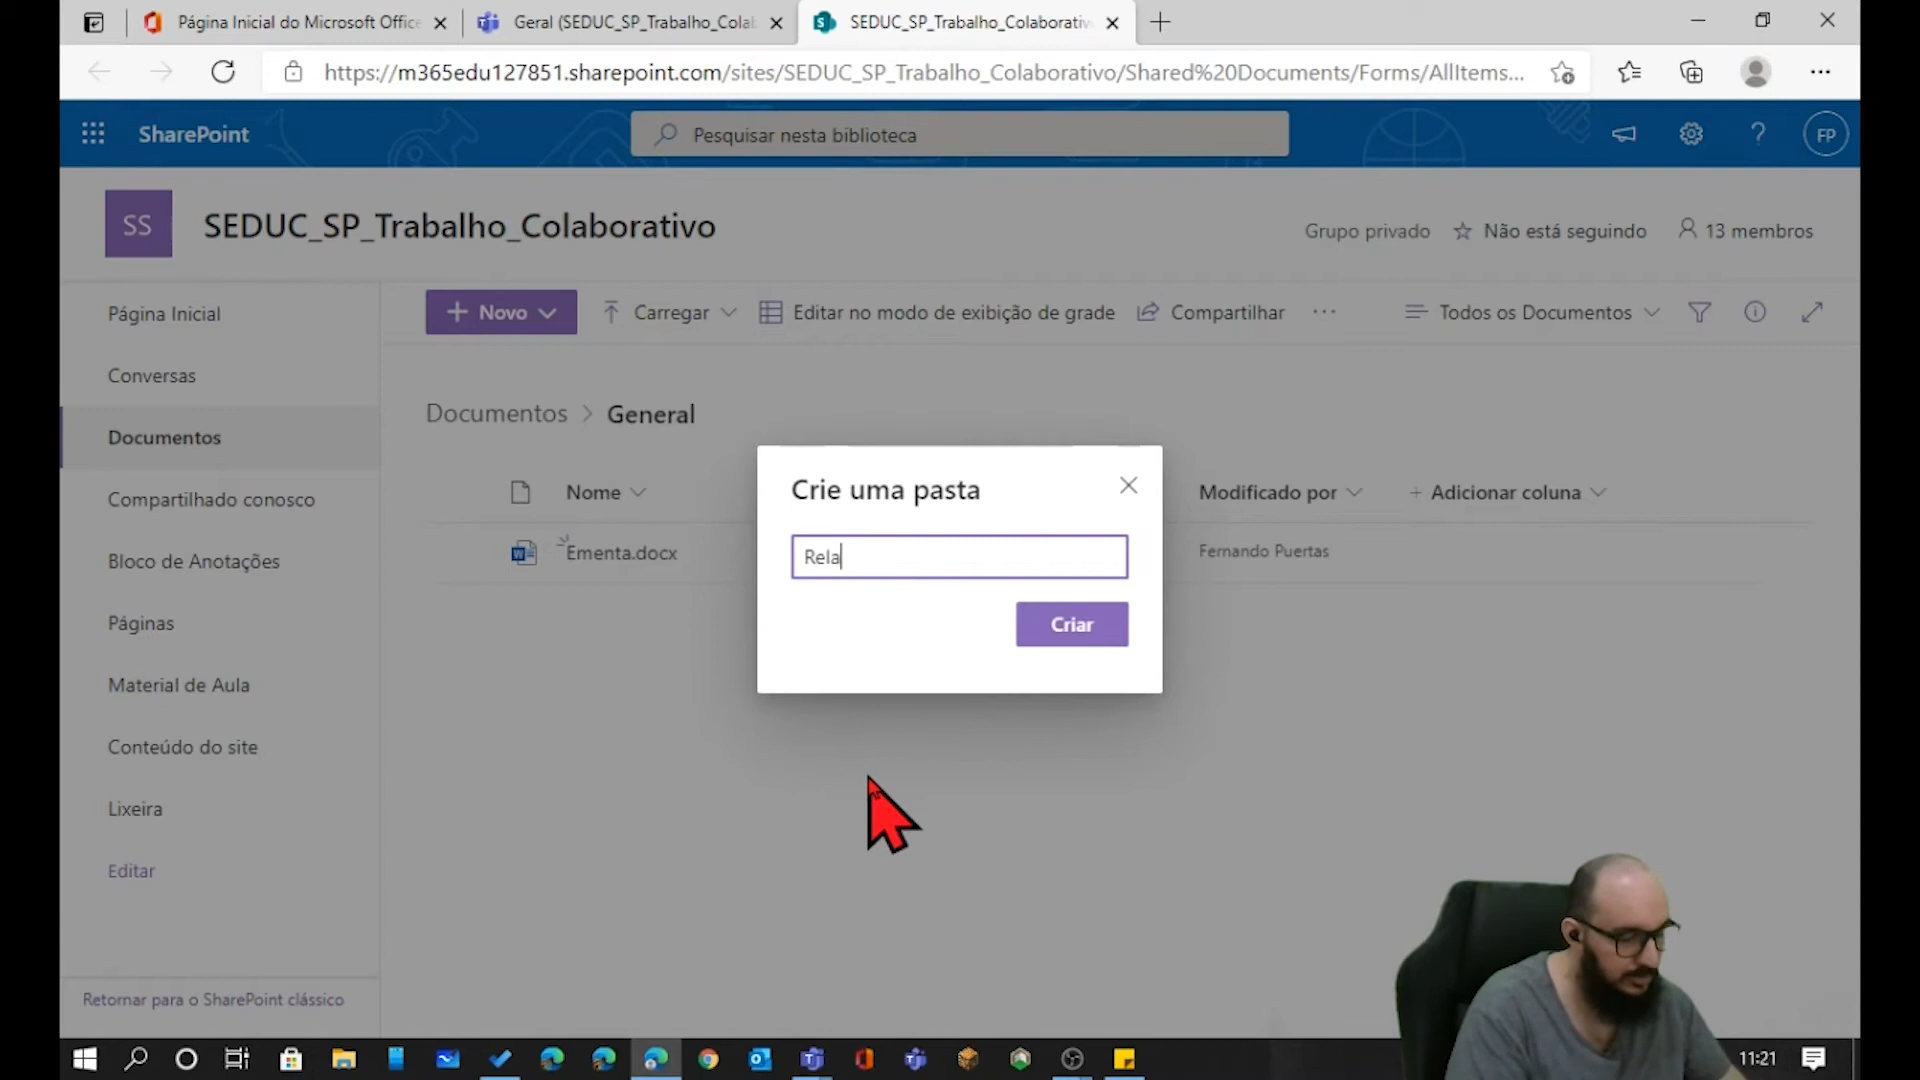 Página Inicial do Microsoft Office
Geral (SEDUC_SP_Trabalho_Colab
SEDUC_SP_Trabalho_Colaborativ
https://m365edu127851.sharepoint.com/sites/SEDUC_SP_Trabalho_Colaborativo/Shared%20Documents/Forms/AllItems...
SharePoint
Pesquisar nesta biblioteca
FP
SS
SEDUC_SP_Trabalho_Colaborativo
Grupo privado
Não está seguindo
13 membros
Página Inicial
Conversas
Documentos
Compartilhado conosco
Bloco de Anotações
Páginas
Material de Aula
Conteúdo do site
Lixeira
Editar
Retornar para o SharePoint clássico
+ Novo
Carregar
Editar no modo de exibição de grade
Compartilhar
...
Todos os Documentos
Documentos > General
Nome
Modificado por
+ Adicionar coluna
Ementa.docx
Fernando Puertas
Crie uma pasta
Rela
Criar
11:21